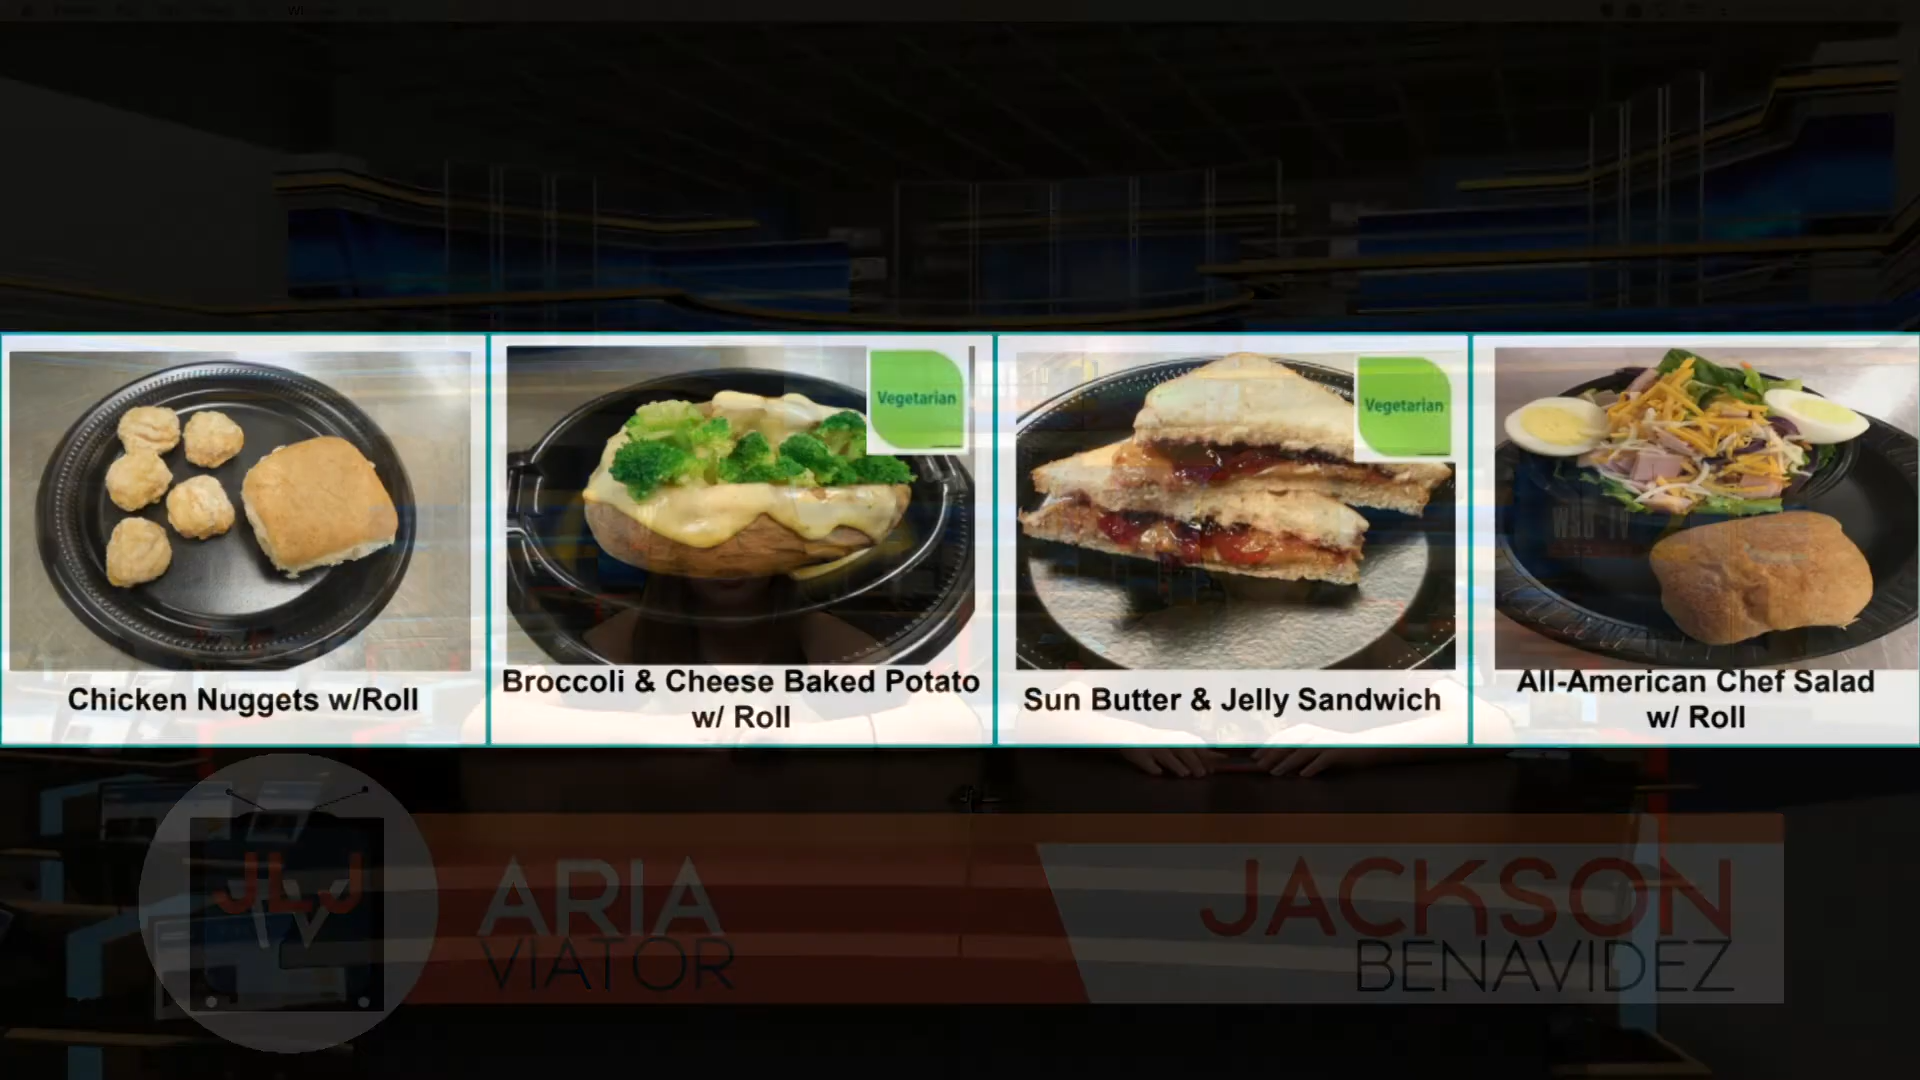 Vegetarian
Vegetarian
Chicken Nuggets w/Roll
Broccoli & Cheese Baked Potato
w/ Roll
Sun Butter & Jelly Sandwich
All-American Chef Salad
w/ Roll
JLJ
TV
ARIA
VIATOR
JACKSON
BENAVIDEZ